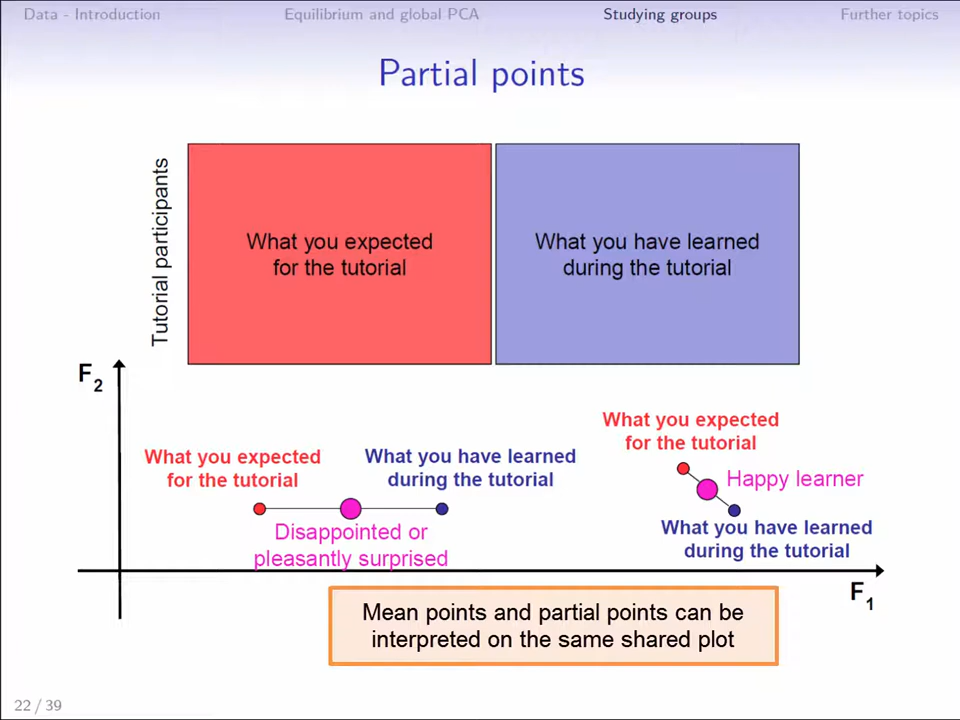 Data - Introduction Equilibrium and global PCA Studying groups Further topics
Partial points
Tutorial participants
What you expected
for the tutorial
What you have learned
during the tutorial
F2
What you expected
for the tutorial
What you have learned
during the tutorial
Disappointed or
pleasantly surprised
What you expected
for the tutorial
Happy learner
What you have learned
during the tutorial
F1
Mean points and partial points can be
interpreted on the same shared plot
22 / 39